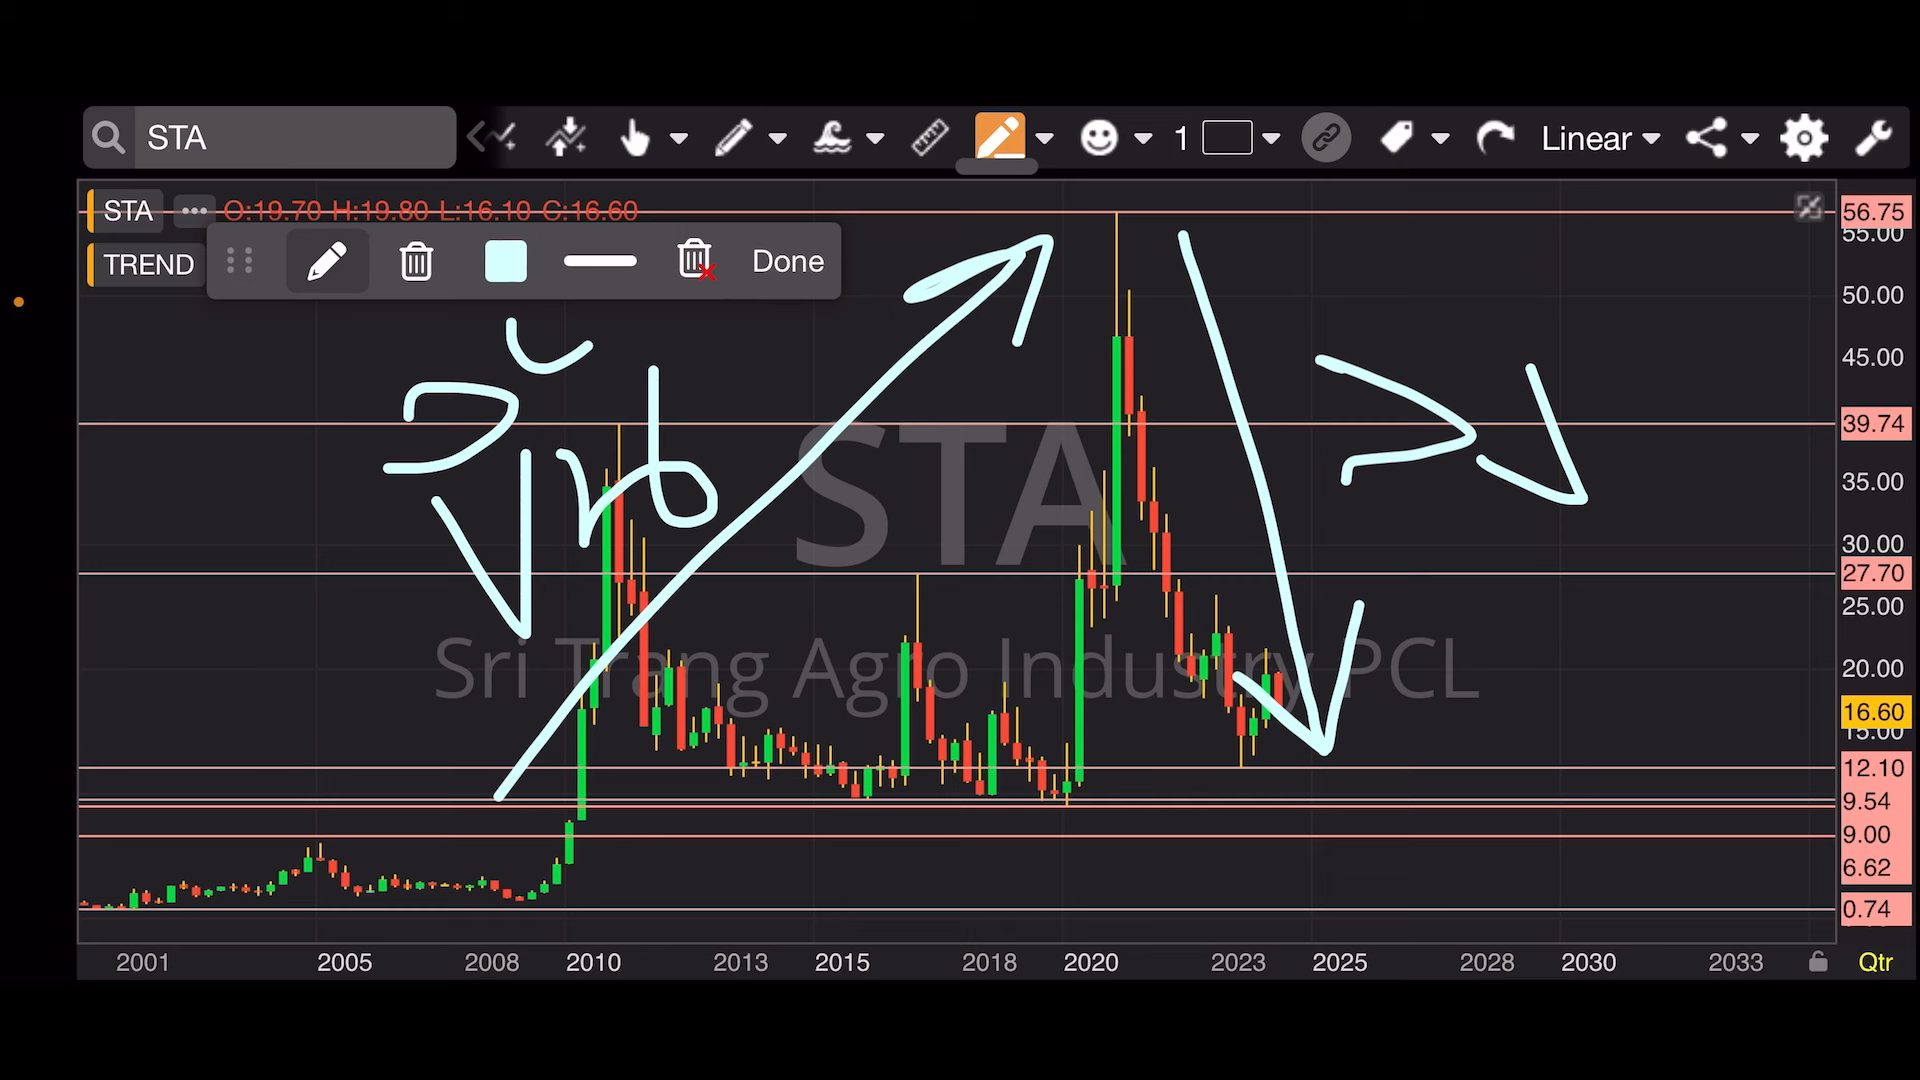 STA
1
Linear
STA ••• O:19.70 H:19.80 L:16.10 C:16.60
TREND
Done
STA
Sri Trang Agro Industry PCL
56.75
55.00
50.00
45.00
39.74
35.00
30.00
27.70
25.00
20.00
16.60
15.00
12.10
9.54
9.00
6.62
0.74
2001 2005 2008 2010 2013 2015 2018 2020 2023 2025 2028 2030 2033 Qtr